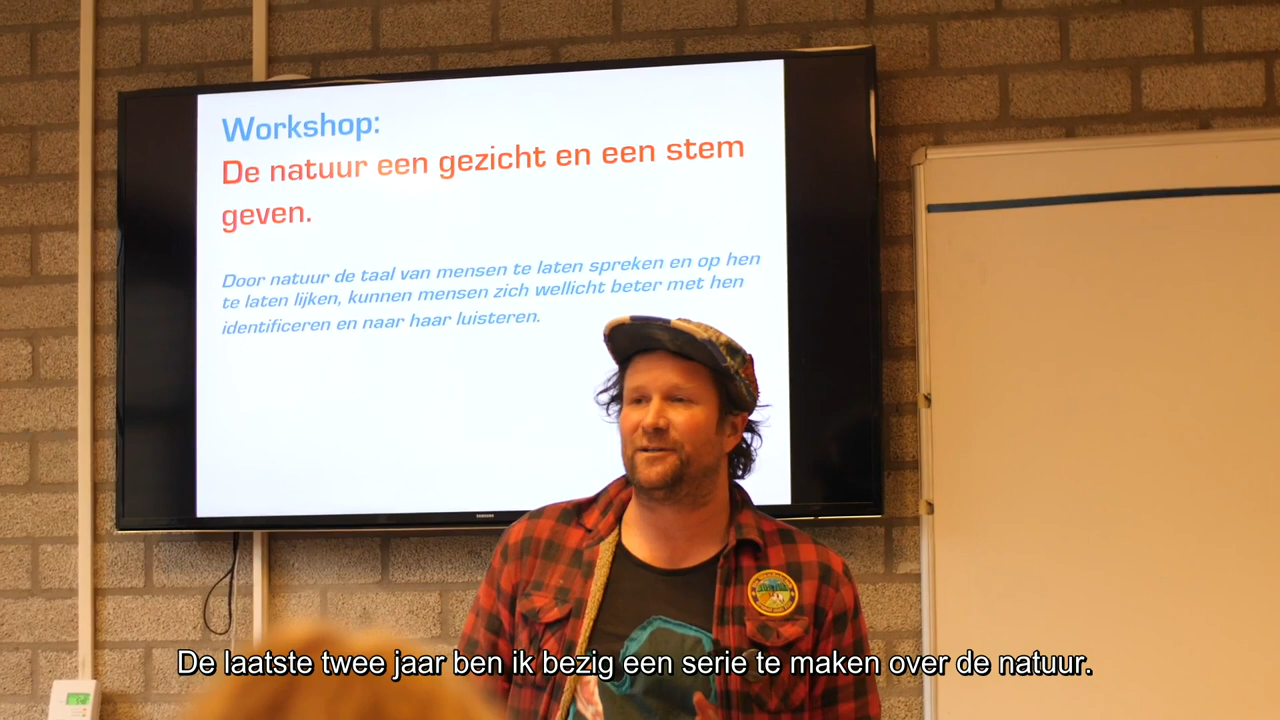 Workshop:
De natuur een gezicht en een stem
geven.
Door natuur de taal van mensen te laten spreken en op hen
te laten lijken, kunnen mensen zich wellicht beter met hen
identificeren en naar haar luisteren.
SAMSUNG
De laatste twee jaar ben ik bezig een serie te maken over de natuur.